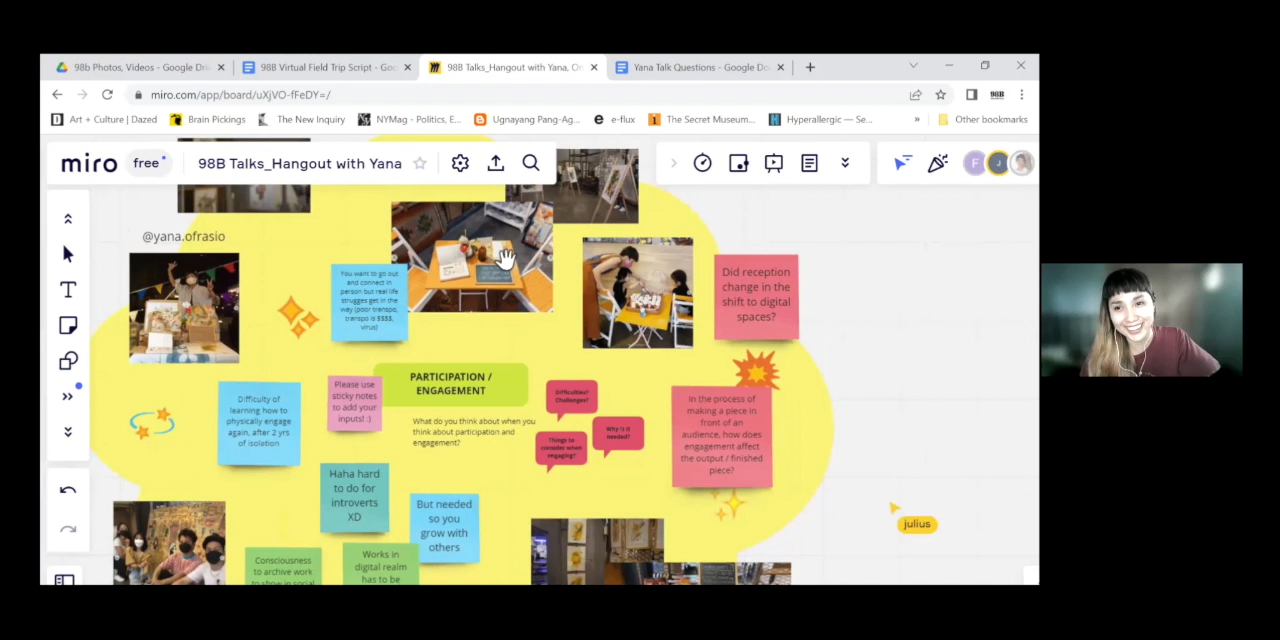 98b Photos, Videos - Google Dri
98B Virtual Field Trip Script - Goo
98B Talks_Hangout with Yana, On
Yana Talk Questions - Google Do
miro.com/app/board/uXjVO-fFeDY=/
Art + Culture | Dazed
Brain Pickings
The New Inquiry
NYMag - Politics, E...
Ugnayang Pang-Ag...
e-flux
The Secret Museum...
Hyperallergic — Se...
»
Other bookmarks
miro
free
98B Talks_Hangout with Yana
F
J
@yana.ofrasio
You want to go out
and connect in
person but real life
strugges get in the
way (poor transpo,
transpo is $$$$,
virus)
Did reception
change in the
shift to digital
spaces?
PARTICIPATION /
ENGAGEMENT
What do you think about when you
think about participation and
engagement?
Please use
sticky notes
to add your
inputs! :)
Difficulty of
learning how to
physically engage
again, after 2 yrs
of isolation
Difficulties?
Challenges?
Why is it
needed?
Things to
consider when
engaging?
In the process of
making a piece in
front of an
audience, how does
engagement affect
the output / finished
piece?
Haha hard
to do for
introverts
XD
But needed
so you
grow with
others
Consciousness
to archive work
to show in social
Works in
digital realm
has to be
julius